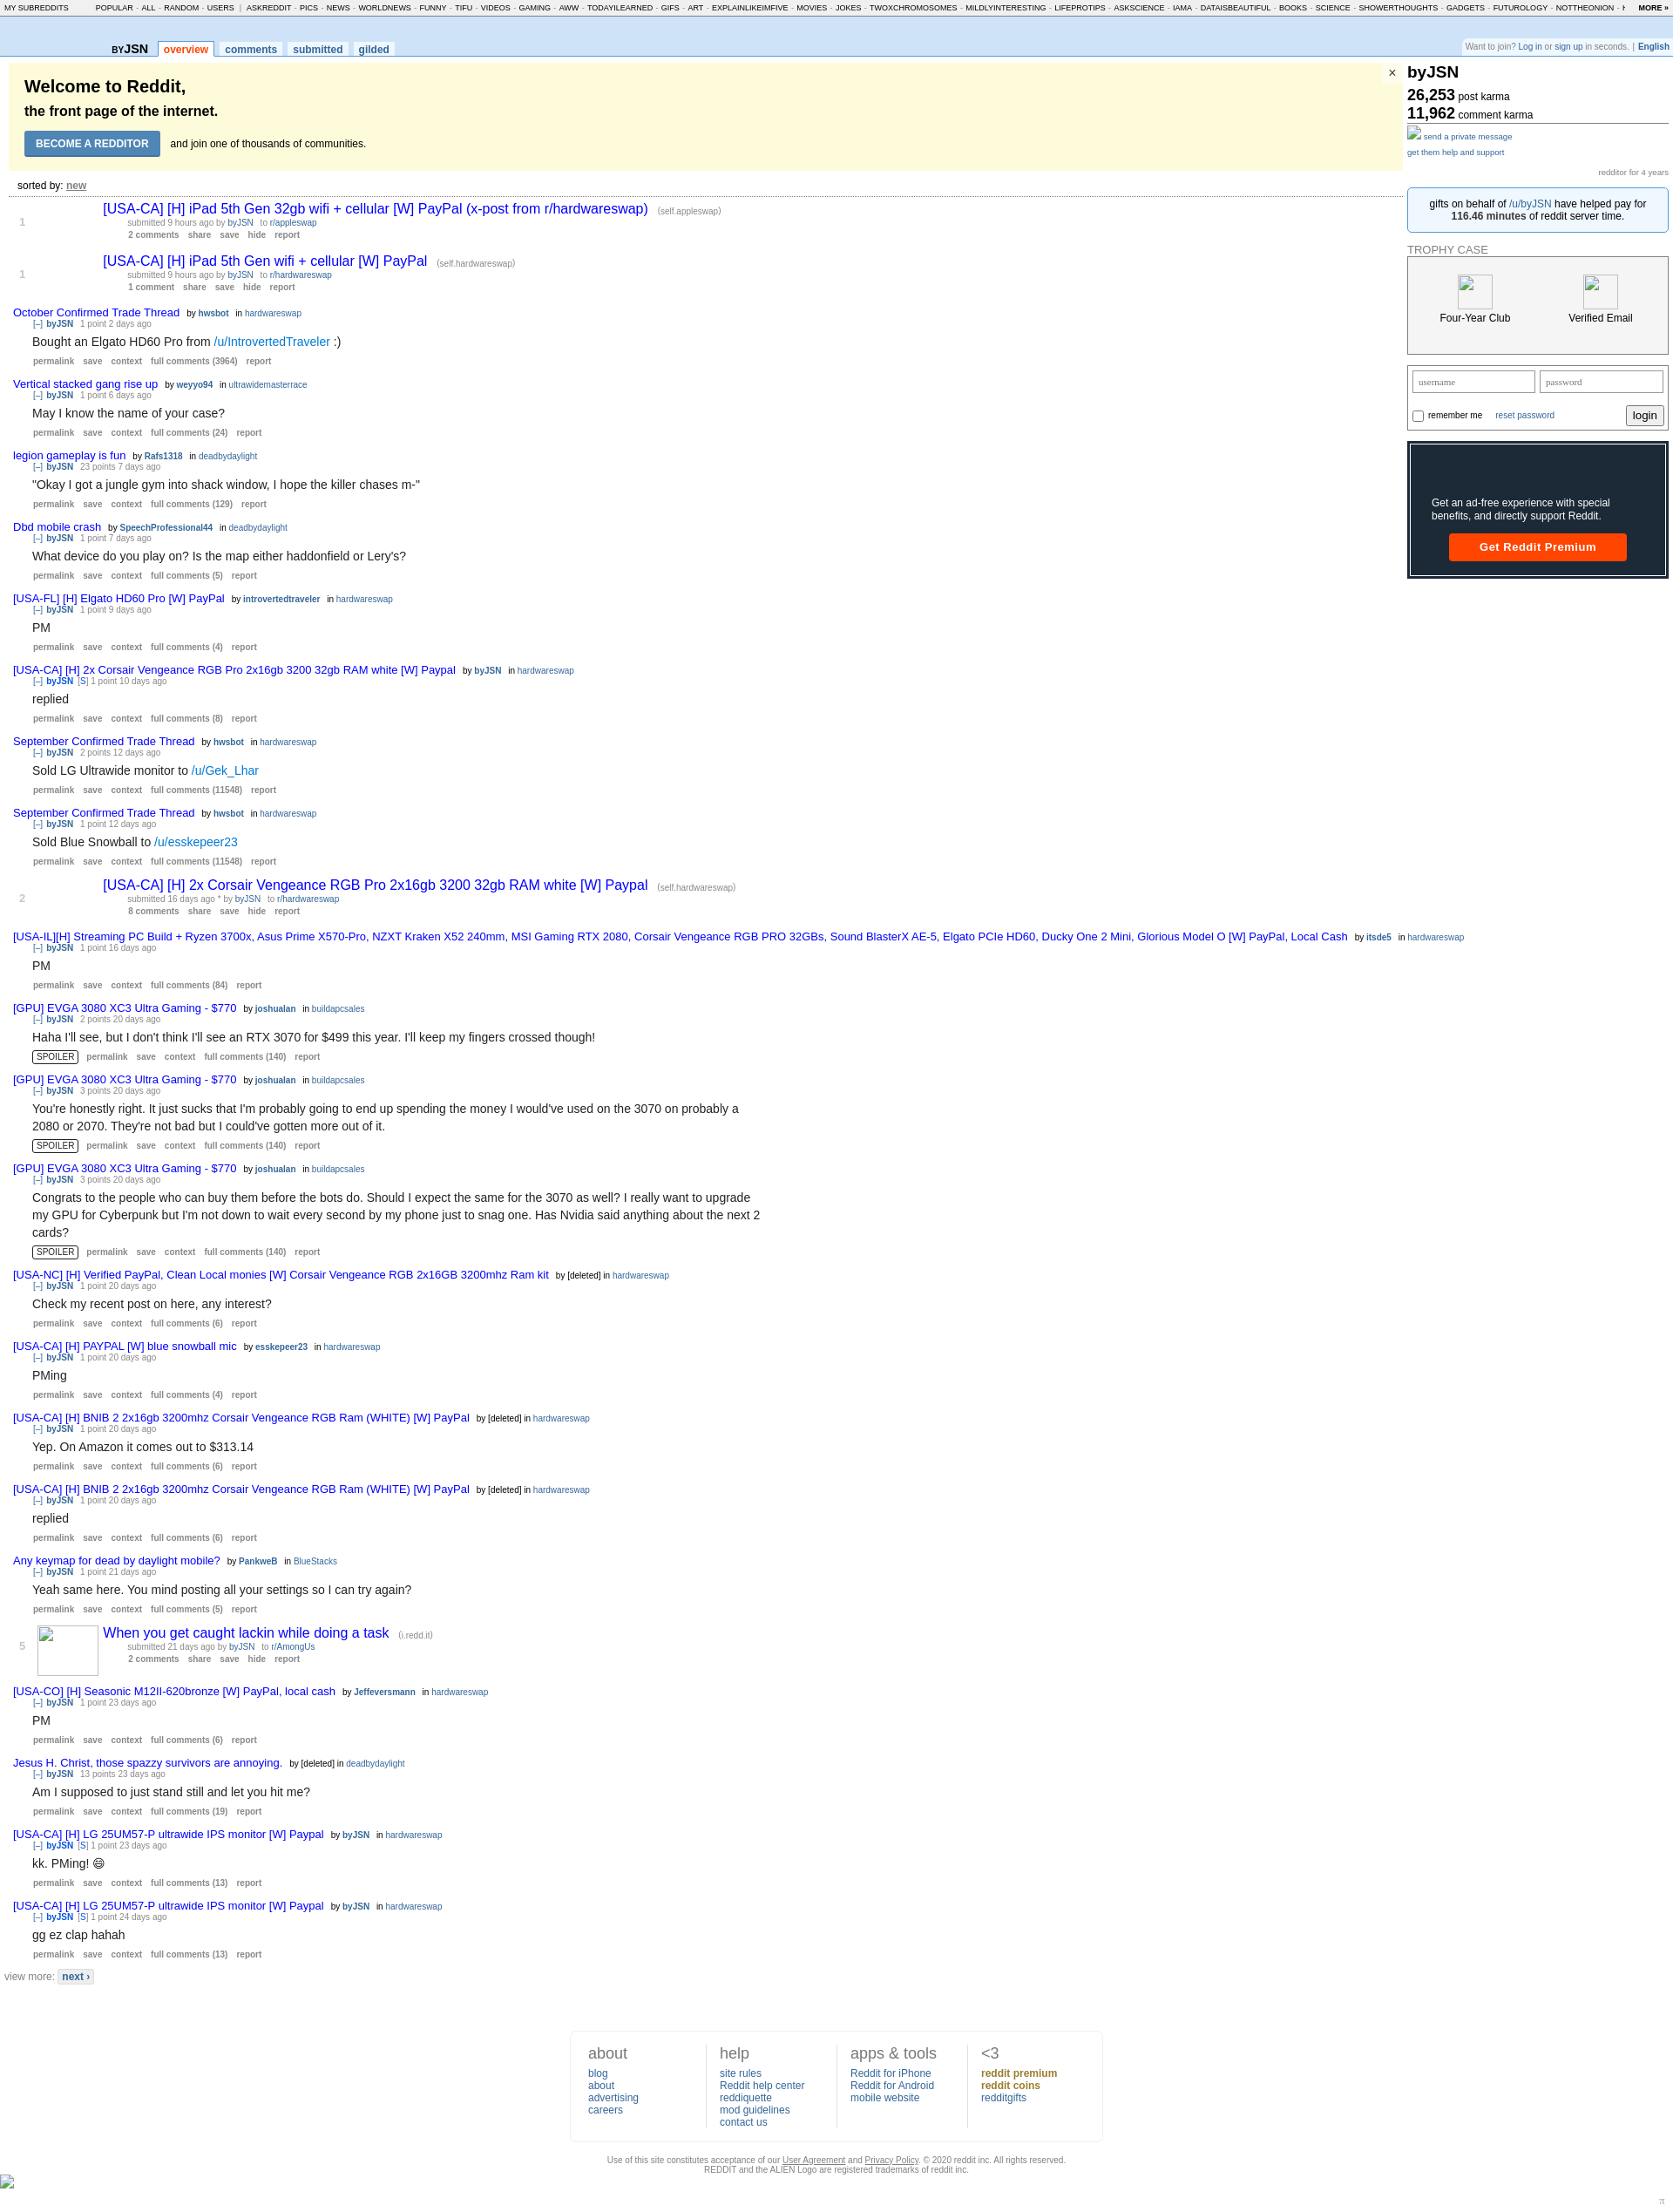 MY SUBREDDITS POPULAR - ALL - RANDOM - USERS | ASKREDDIT - PICS - NEWS - WORLDNEWS - FUNNY - TIFU - VIDEOS - GAMING - AWW - TODAYILEARNED - GIFS - ART - EXPLAINLIKEIMFIVE - MOVIES - JOKES - TWOXCHROMOSOMES - MILDLYINTERESTING - LIFEPROTIPS - ASKSCIENCE - IAMA - DATAISBEAUTIFUL - BOOKS - SCIENCE - SHOWERTHOUGHTS - GADGETS - FUTUROLOGY - NOTTHEONION - MORE »
BYJSN overview comments submitted gilded
Want to join? Log in or sign up in seconds. | English
Welcome to Reddit,
the front page of the internet.
BECOME A REDDITOR and join one of thousands of communities.
×
sorted by: new
1
[USA-CA] [H] iPad 5th Gen 32gb wifi + cellular [W] PayPal (x-post from r/hardwareswap) (self.appleswap)
submitted 9 hours ago by byJSN to r/appleswap
2 comments share save hide report
1
[USA-CA] [H] iPad 5th Gen wifi + cellular [W] PayPal (self.hardwareswap)
submitted 9 hours ago by byJSN to r/hardwareswap
1 comment share save hide report
October Confirmed Trade Thread by hwsbot in hardwareswap
[–] byJSN 1 point 2 days ago
Bought an Elgato HD60 Pro from /u/IntrovertedTraveler :)
permalink save context full comments (3964) report
Vertical stacked gang rise up by weyyo94 in ultrawidemasterrace
[–] byJSN 1 point 6 days ago
May I know the name of your case?
permalink save context full comments (24) report
legion gameplay is fun by Rafs1318 in deadbydaylight
[–] byJSN 23 points 7 days ago
"Okay I got a jungle gym into shack window, I hope the killer chases m-"
permalink save context full comments (129) report
Dbd mobile crash by SpeechProfessional44 in deadbydaylight
[–] byJSN 1 point 7 days ago
What device do you play on? Is the map either haddonfield or Lery's?
permalink save context full comments (5) report
[USA-FL] [H] Elgato HD60 Pro [W] PayPal by introvertedtraveler in hardwareswap
[–] byJSN 1 point 9 days ago
PM
permalink save context full comments (4) report
[USA-CA] [H] 2x Corsair Vengeance RGB Pro 2x16gb 3200 32gb RAM white [W] Paypal by byJSN in hardwareswap
[–] byJSN [S] 1 point 10 days ago
replied
permalink save context full comments (8) report
September Confirmed Trade Thread by hwsbot in hardwareswap
[–] byJSN 2 points 12 days ago
Sold LG Ultrawide monitor to /u/Gek_Lhar
permalink save context full comments (11548) report
September Confirmed Trade Thread by hwsbot in hardwareswap
[–] byJSN 1 point 12 days ago
Sold Blue Snowball to /u/esskepeer23
permalink save context full comments (11548) report
2
[USA-CA] [H] 2x Corsair Vengeance RGB Pro 2x16gb 3200 32gb RAM white [W] Paypal (self.hardwareswap)
submitted 16 days ago * by byJSN to r/hardwareswap
8 comments share save hide report
[USA-IL][H] Streaming PC Build + Ryzen 3700x, Asus Prime X570-Pro, NZXT Kraken X52 240mm, MSI Gaming RTX 2080, Corsair Vengeance RGB PRO 32GBs, Sound BlasterX AE-5, Elgato PCIe HD60, Ducky One 2 Mini, Glorious Model O [W] PayPal, Local Cash by itsde5 in hardwareswap
[–] byJSN 1 point 16 days ago
PM
permalink save context full comments (84) report
[GPU] EVGA 3080 XC3 Ultra Gaming - $770 by joshualan in buildapcsales
[–] byJSN 2 points 20 days ago
Haha I'll see, but I don't think I'll see an RTX 3070 for $499 this year. I'll keep my fingers crossed though!
SPOILER permalink save context full comments (140) report
[GPU] EVGA 3080 XC3 Ultra Gaming - $770 by joshualan in buildapcsales
[–] byJSN 3 points 20 days ago
You're honestly right. It just sucks that I'm probably going to end up spending the money I would've used on the 3070 on probably a
2080 or 2070. They're not bad but I could've gotten more out of it.
SPOILER permalink save context full comments (140) report
[GPU] EVGA 3080 XC3 Ultra Gaming - $770 by joshualan in buildapcsales
[–] byJSN 3 points 20 days ago
Congrats to the people who can buy them before the bots do. Should I expect the same for the 3070 as well? I really want to upgrade
my GPU for Cyberpunk but I'm not down to wait every second by my phone just to snag one. Has Nvidia said anything about the next 2
cards?
SPOILER permalink save context full comments (140) report
[USA-NC] [H] Verified PayPal, Clean Local monies [W] Corsair Vengeance RGB 2x16GB 3200mhz Ram kit by [deleted] in hardwareswap
[–] byJSN 1 point 20 days ago
Check my recent post on here, any interest?
permalink save context full comments (6) report
[USA-CA] [H] PAYPAL [W] blue snowball mic by esskepeer23 in hardwareswap
[–] byJSN 1 point 20 days ago
PMing
permalink save context full comments (4) report
[USA-CA] [H] BNIB 2 2x16gb 3200mhz Corsair Vengeance RGB Ram (WHITE) [W] PayPal by [deleted] in hardwareswap
[–] byJSN 1 point 20 days ago
Yep. On Amazon it comes out to $313.14
permalink save context full comments (6) report
[USA-CA] [H] BNIB 2 2x16gb 3200mhz Corsair Vengeance RGB Ram (WHITE) [W] PayPal by [deleted] in hardwareswap
[–] byJSN 1 point 20 days ago
replied
permalink save context full comments (6) report
Any keymap for dead by daylight mobile? by PankweB in BlueStacks
[–] byJSN 1 point 21 days ago
Yeah same here. You mind posting all your settings so I can try again?
permalink save context full comments (5) report
5
When you get caught lackin while doing a task (i.redd.it)
submitted 21 days ago by byJSN to r/AmongUs
2 comments share save hide report
[USA-CO] [H] Seasonic M12II-620bronze [W] PayPal, local cash by Jeffeversmann in hardwareswap
[–] byJSN 1 point 23 days ago
PM
permalink save context full comments (6) report
Jesus H. Christ, those spazzy survivors are annoying. by [deleted] in deadbydaylight
[–] byJSN 13 points 23 days ago
Am I supposed to just stand still and let you hit me?
permalink save context full comments (19) report
[USA-CA] [H] LG 25UM57-P ultrawide IPS monitor [W] Paypal by byJSN in hardwareswap
[–] byJSN [S] 1 point 23 days ago
kk. PMing! 😄
permalink save context full comments (13) report
[USA-CA] [H] LG 25UM57-P ultrawide IPS monitor [W] Paypal by byJSN in hardwareswap
[–] byJSN [S] 1 point 24 days ago
gg ez clap hahah
permalink save context full comments (13) report
view more: next ›
byJSN
26,253 post karma
11,962 comment karma
send a private message
get them help and support
redditor for 4 years
gifts on behalf of /u/byJSN have helped pay for
116.46 minutes of reddit server time.
TROPHY CASE
Four-Year Club Verified Email
username password
remember me reset password login
Get an ad-free experience with special
benefits, and directly support Reddit.
Get Reddit Premium
about
blog
about
advertising
careers
help
site rules
Reddit help center
reddiquette
mod guidelines
contact us
apps & tools
Reddit for iPhone
Reddit for Android
mobile website
<3
reddit premium
reddit coins
redditgifts
Use of this site constitutes acceptance of our User Agreement and Privacy Policy. © 2020 reddit inc. All rights reserved.
REDDIT and the ALIEN Logo are registered trademarks of reddit inc.
π